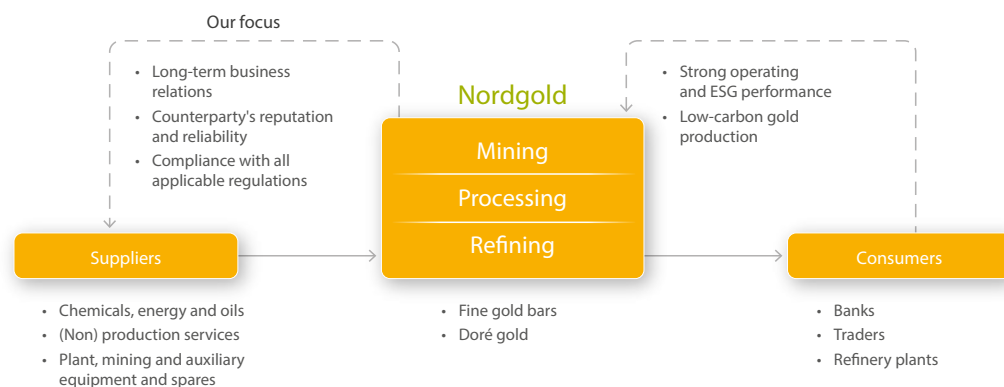 Our focus
• Long-term business
relations
• Counterparty's reputation
and reliability
• Compliance with all
applicable regulations
Nordgold
Mining
Processing
Refining
• Strong operating
and ESG performance
• Low-carbon gold
production
Suppliers
• Chemicals, energy and oils
• (Non) production services
• Plant, mining and auxiliary
equipment and spares
• Fine gold bars
• Doré gold
Consumers
• Banks
• Traders
• Refinery plants